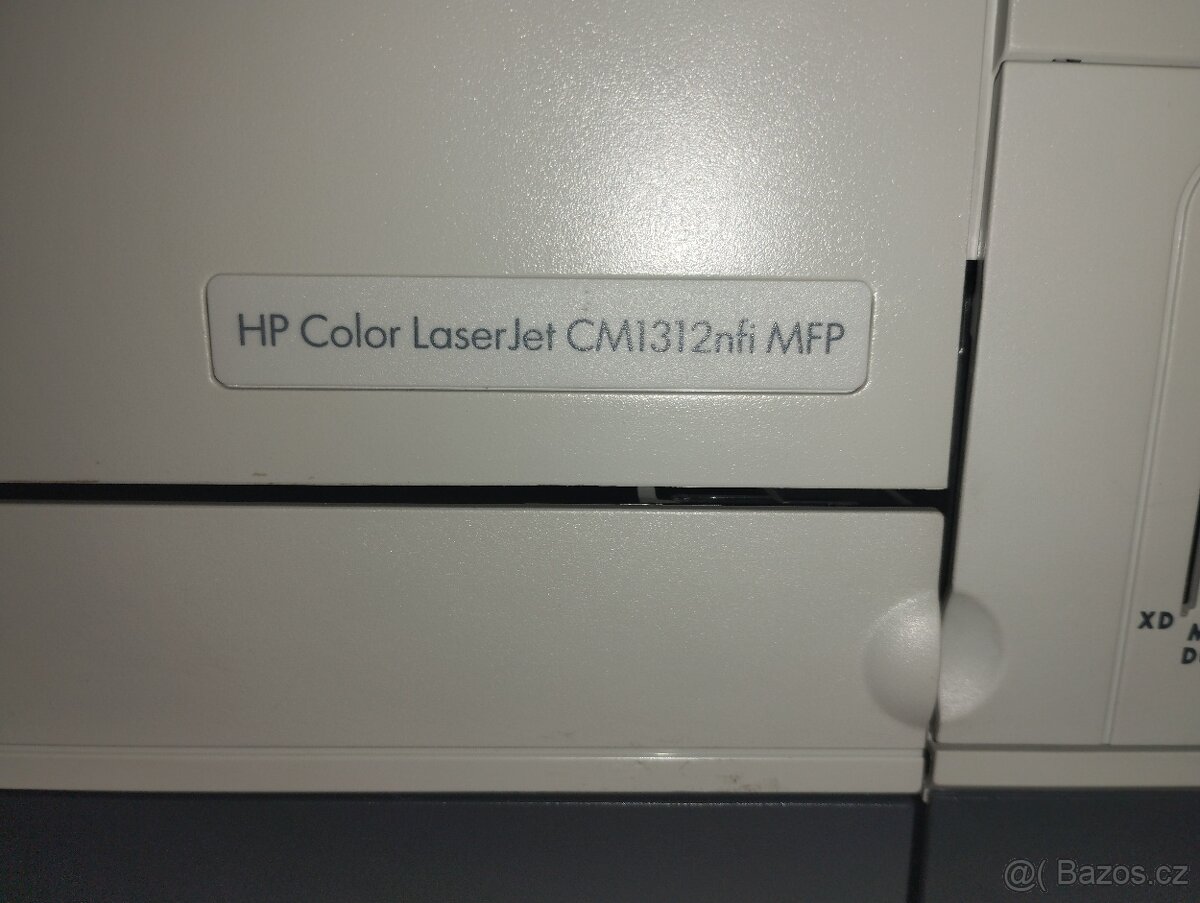 HP Color LaserJet CM1312nfi MFP
XD
@( Bazos.cz